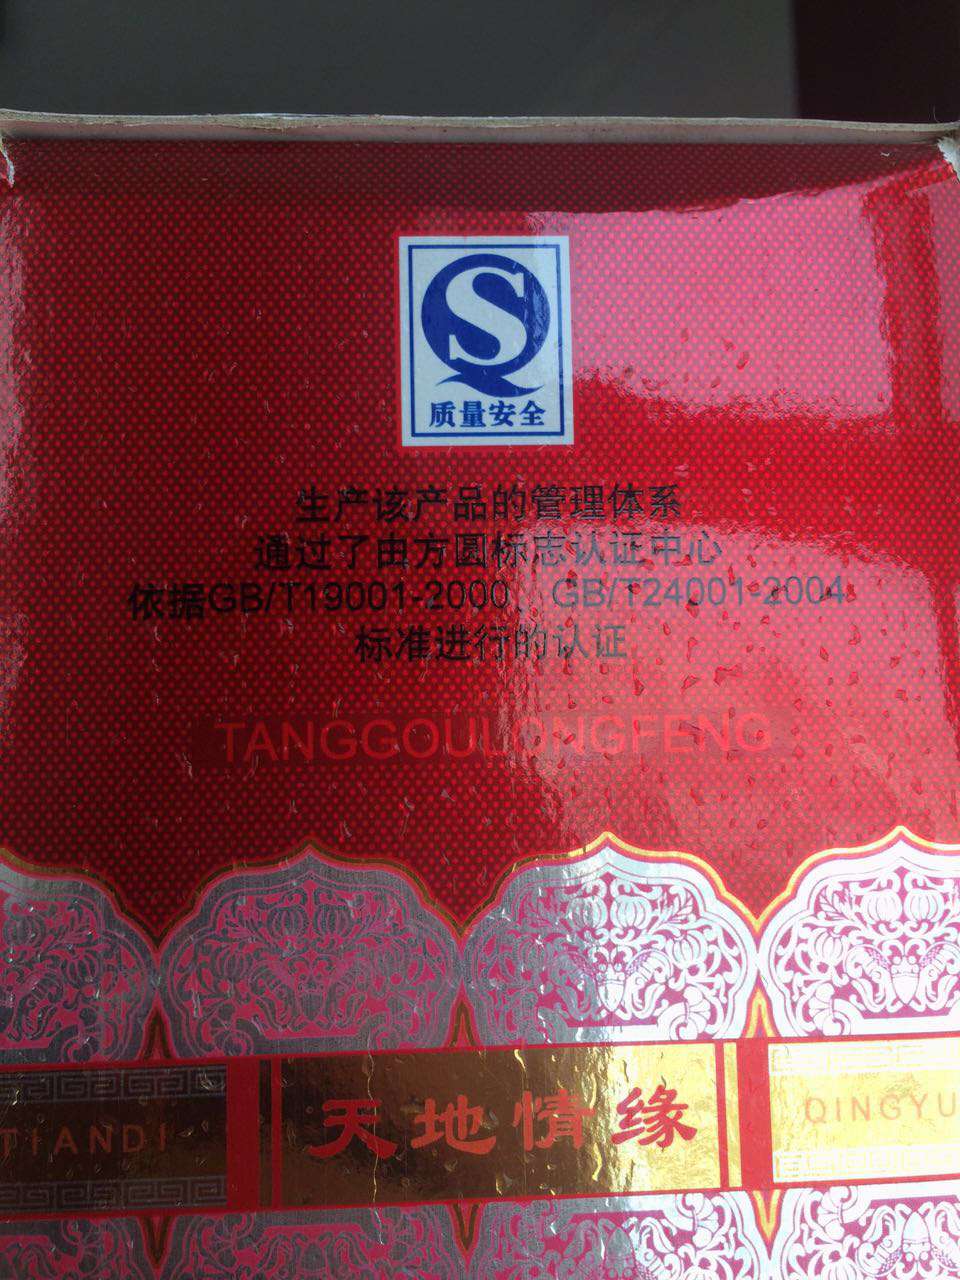 质量安全
生产该产品的管理体系
通过了由方圆标志认证中心
依据GB/T19001-2000、GB/T24001-2004
标准进行的认证
TANGGOULONGFENG
TIANDI
天地情缘
QINGYU